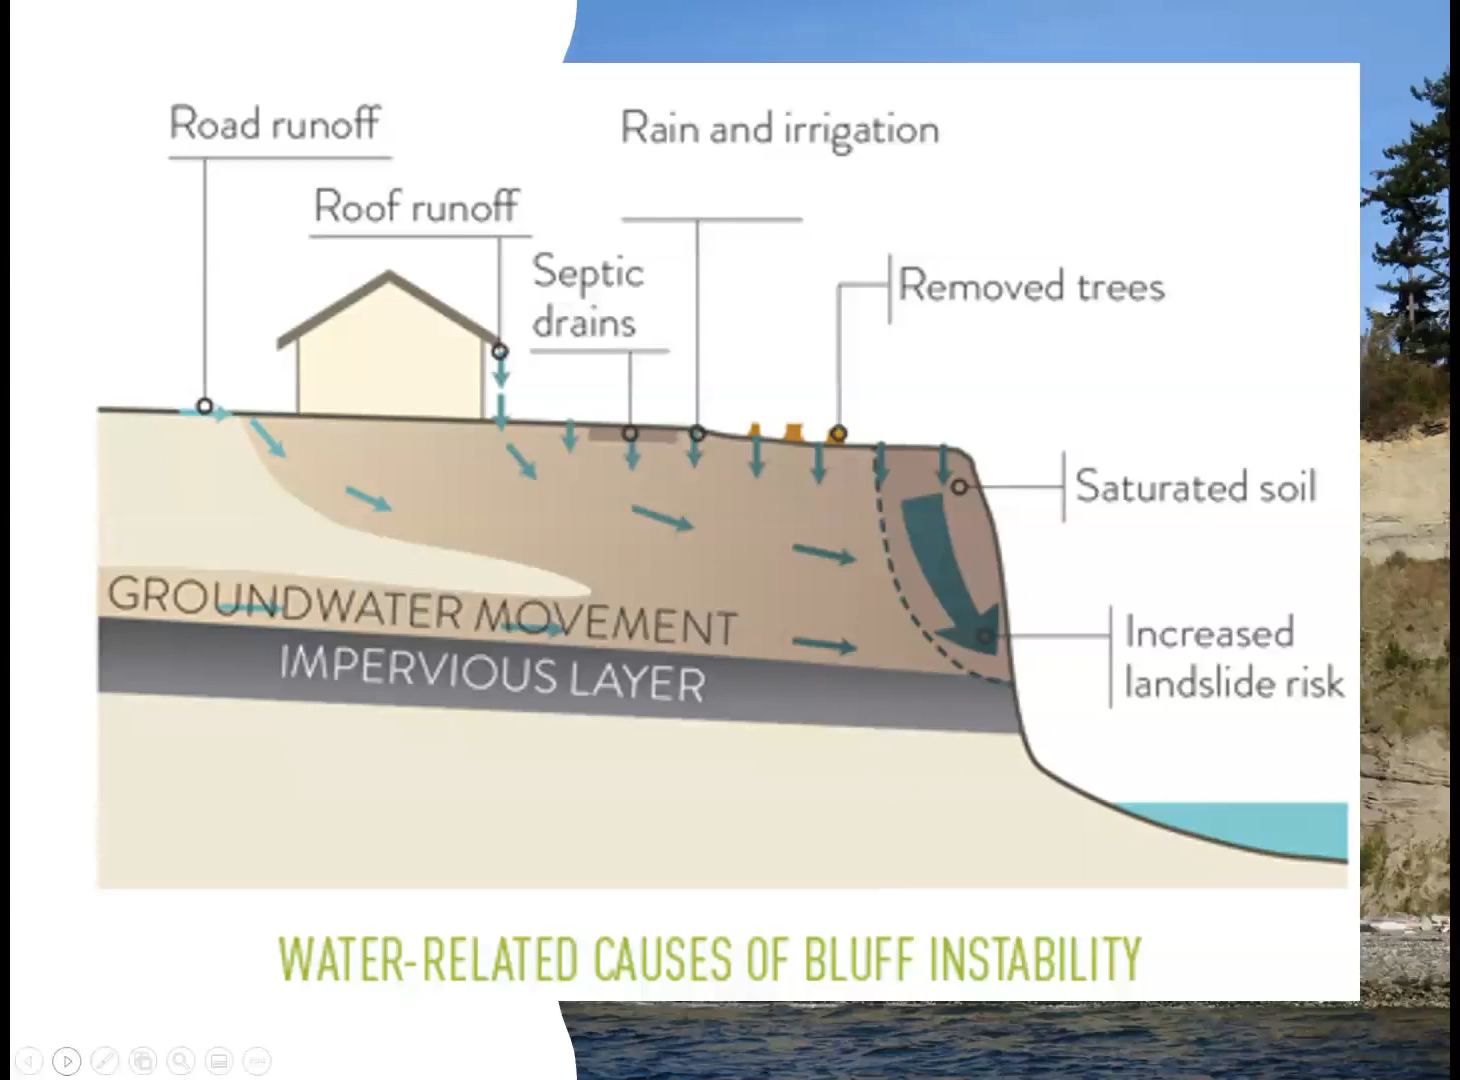 Road runoff
Rain and irrigation
Roof runoff
Septic
drains
Removed trees
Saturated soil
GROUNDWATER MOVEMENT
IMPERVIOUS LAYER
Increased
landslide risk
WATER-RELATED CAUSES OF BLUFF INSTABILITY